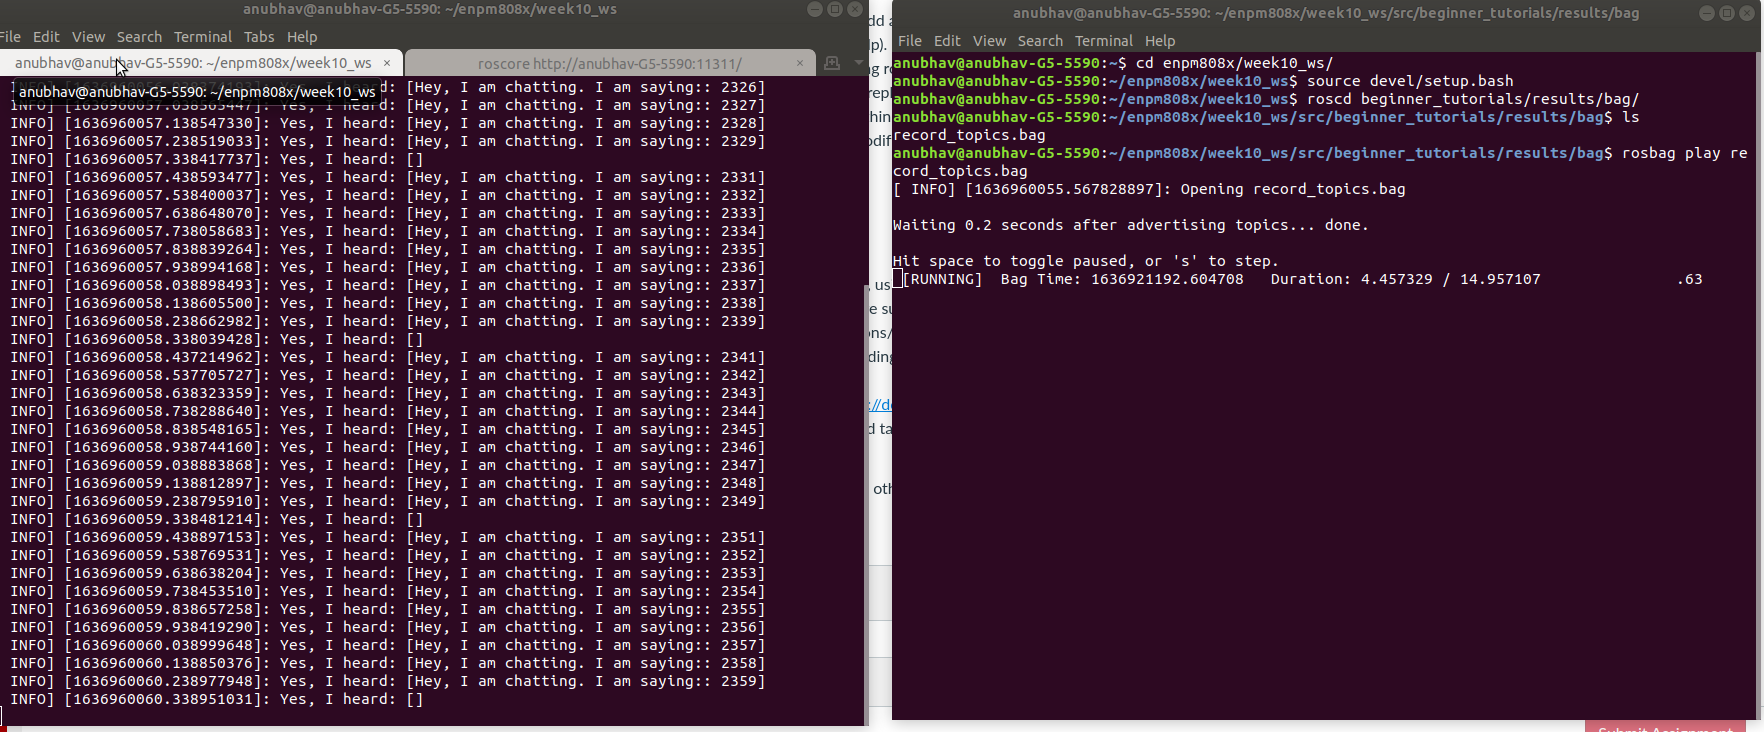 anubhav@anubhav-G5-5590: ~/enpm808x/week10_ws
File Edit View Search Terminal Tabs Help
anubhav@anubhav-G5-5590: ~/enpm808x/week10_ws ×
roscore http://anubhav-G5-5590:11311/ ×
anubhav@anubhav-G5-5590: ~/enpm808x/week10_ws
heard: [Hey, I am chatting. I am saying:: 2326]
Yes, I heard: [Hey, I am chatting. I am saying:: 2327]
INFO] [1636960057.138547330]: Yes, I heard: [Hey, I am chatting. I am saying:: 2328]
INFO] [1636960057.238519033]: Yes, I heard: [Hey, I am chatting. I am saying:: 2329]
INFO] [1636960057.338417737]: Yes, I heard: []
INFO] [1636960057.438593477]: Yes, I heard: [Hey, I am chatting. I am saying:: 2331]
INFO] [1636960057.538400037]: Yes, I heard: [Hey, I am chatting. I am saying:: 2332]
INFO] [1636960057.638648070]: Yes, I heard: [Hey, I am chatting. I am saying:: 2333]
INFO] [1636960057.738058683]: Yes, I heard: [Hey, I am chatting. I am saying:: 2334]
INFO] [1636960057.838839264]: Yes, I heard: [Hey, I am chatting. I am saying:: 2335]
INFO] [1636960057.938994168]: Yes, I heard: [Hey, I am chatting. I am saying:: 2336]
INFO] [1636960058.038898493]: Yes, I heard: [Hey, I am chatting. I am saying:: 2337]
INFO] [1636960058.138605500]: Yes, I heard: [Hey, I am chatting. I am saying:: 2338]
INFO] [1636960058.238662982]: Yes, I heard: [Hey, I am chatting. I am saying:: 2339]
INFO] [1636960058.338039428]: Yes, I heard: []
INFO] [1636960058.437214962]: Yes, I heard: [Hey, I am chatting. I am saying:: 2341]
INFO] [1636960058.537705727]: Yes, I heard: [Hey, I am chatting. I am saying:: 2342]
INFO] [1636960058.638323359]: Yes, I heard: [Hey, I am chatting. I am saying:: 2343]
INFO] [1636960058.738288640]: Yes, I heard: [Hey, I am chatting. I am saying:: 2344]
INFO] [1636960058.838548165]: Yes, I heard: [Hey, I am chatting. I am saying:: 2345]
INFO] [1636960058.938744160]: Yes, I heard: [Hey, I am chatting. I am saying:: 2346]
INFO] [1636960059.038883868]: Yes, I heard: [Hey, I am chatting. I am saying:: 2347]
INFO] [1636960059.138812897]: Yes, I heard: [Hey, I am chatting. I am saying:: 2348]
INFO] [1636960059.238795910]: Yes, I heard: [Hey, I am chatting. I am saying:: 2349]
INFO] [1636960059.338481214]: Yes, I heard: []
INFO] [1636960059.438897153]: Yes, I heard: [Hey, I am chatting. I am saying:: 2351]
INFO] [1636960059.538769531]: Yes, I heard: [Hey, I am chatting. I am saying:: 2352]
INFO] [1636960059.638638204]: Yes, I heard: [Hey, I am chatting. I am saying:: 2353]
INFO] [1636960059.738453510]: Yes, I heard: [Hey, I am chatting. I am saying:: 2354]
INFO] [1636960059.838657258]: Yes, I heard: [Hey, I am chatting. I am saying:: 2355]
INFO] [1636960059.938419290]: Yes, I heard: [Hey, I am chatting. I am saying:: 2356]
INFO] [1636960060.038999648]: Yes, I heard: [Hey, I am chatting. I am saying:: 2357]
INFO] [1636960060.138850376]: Yes, I heard: [Hey, I am chatting. I am saying:: 2358]
INFO] [1636960060.238977948]: Yes, I heard: [Hey, I am chatting. I am saying:: 2359]
INFO] [1636960060.338951031]: Yes, I heard: []
anubhav@anubhav-G5-5590: ~/enpm808x/week10_ws/src/beginner_tutorials/results/bag
File Edit View Search Terminal Help
anubhav@anubhav-G5-5590:~$ cd enpm808x/week10_ws/
anubhav@anubhav-G5-5590:~/enpm808x/week10_ws$ source devel/setup.bash
anubhav@anubhav-G5-5590:~/enpm808x/week10_ws$ roscd beginner_tutorials/results/bag/
anubhav@anubhav-G5-5590:~/enpm808x/week10_ws/src/beginner_tutorials/results/bag$ ls
record_topics.bag
anubhav@anubhav-G5-5590:~/enpm808x/week10_ws/src/beginner_tutorials/results/bag$ rosbag play re
cord_topics.bag
[ INFO] [1636960055.567828897]: Opening record_topics.bag
Waiting 0.2 seconds after advertising topics... done.
Hit space to toggle paused, or 's' to step.
[RUNNING] Bag Time: 1636921192.604708 Duration: 4.457329 / 14.957107 .63
Submit Assignment